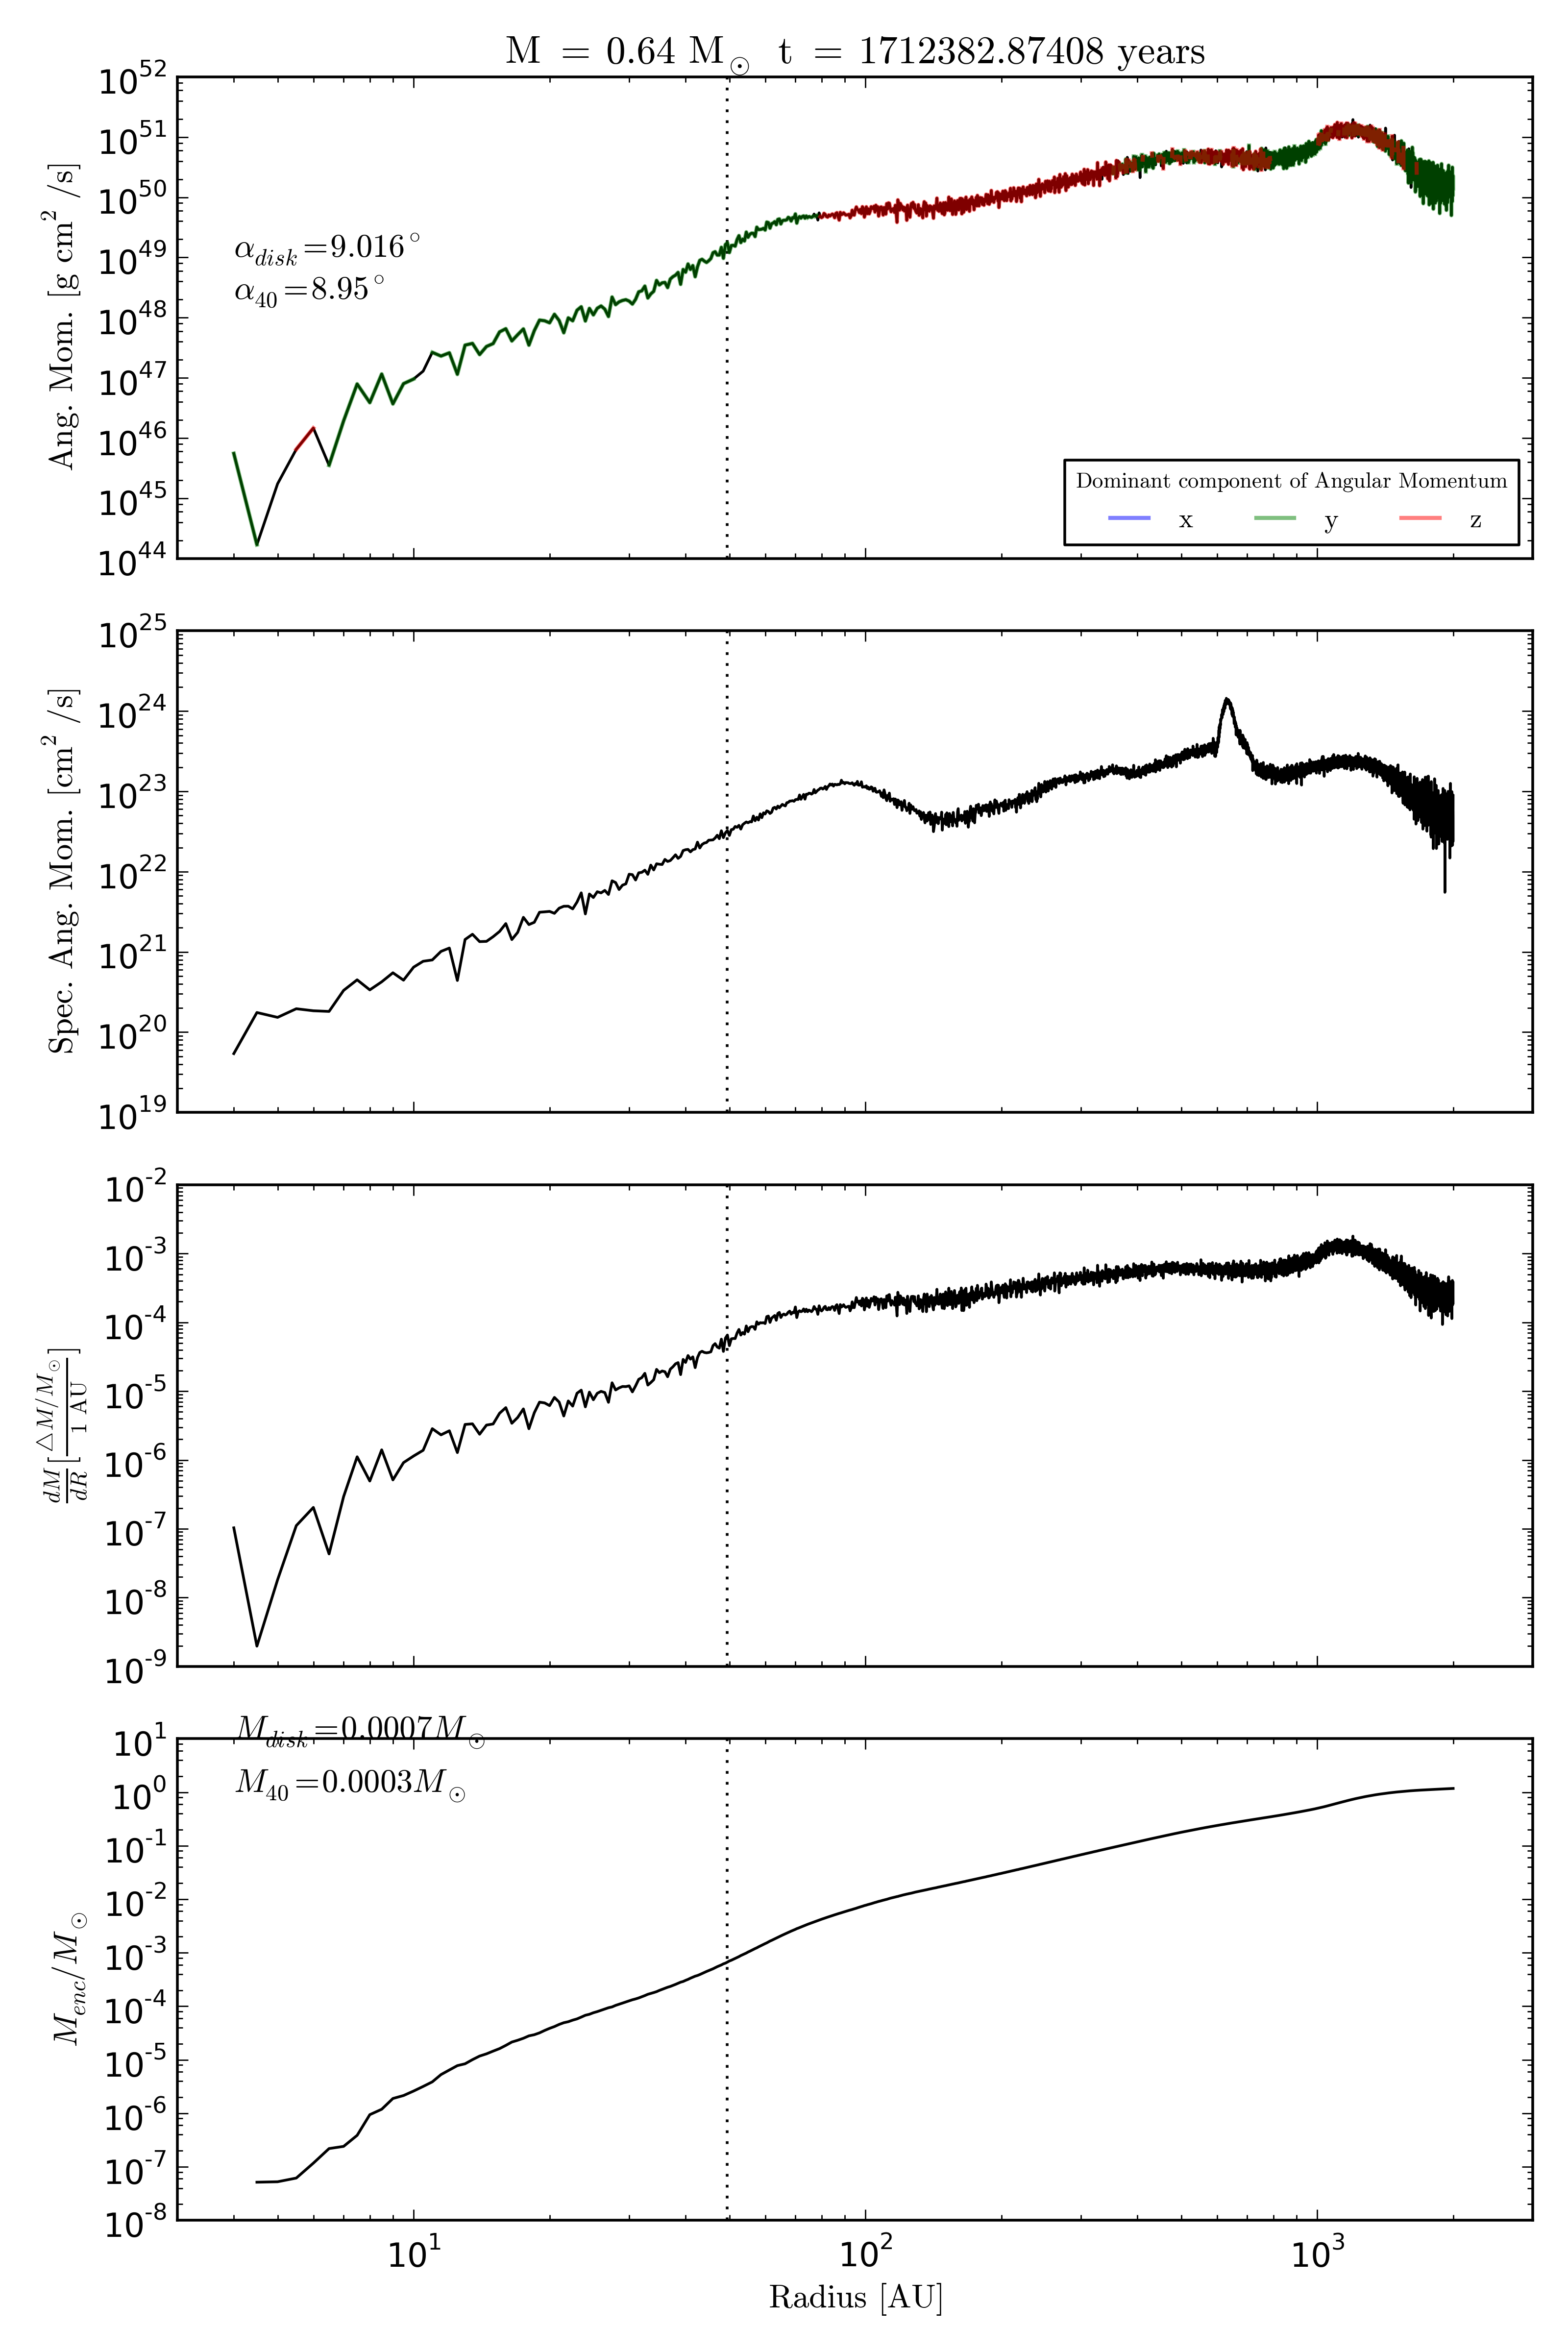 M = 0.64 M⊙ t = 1712382.87408 years
10^52
10^51
10^50
10^49
10^48
10^47
10^46
10^45
10^44
Ang. Mom. [g cm^2 /s]
α_disk=9.016°
α_40=8.95°
Dominant component of Angular Momentum
x y z
10^25
10^24
10^23
10^22
10^21
10^20
10^19
Spec. Ang. Mom. [cm^2 /s]
10^-2
10^-3
10^-4
10^-5
10^-6
10^-7
10^-8
10^-9
dM/dR [△M/M⊙ / 1 AU]
M_disk=0.0007M⊙
M_40=0.0003M⊙
10^1
10^0
10^-1
10^-2
10^-3
10^-4
10^-5
10^-6
10^-7
10^-8
M_enc/M⊙
10^1 10^2 10^3
Radius [AU]